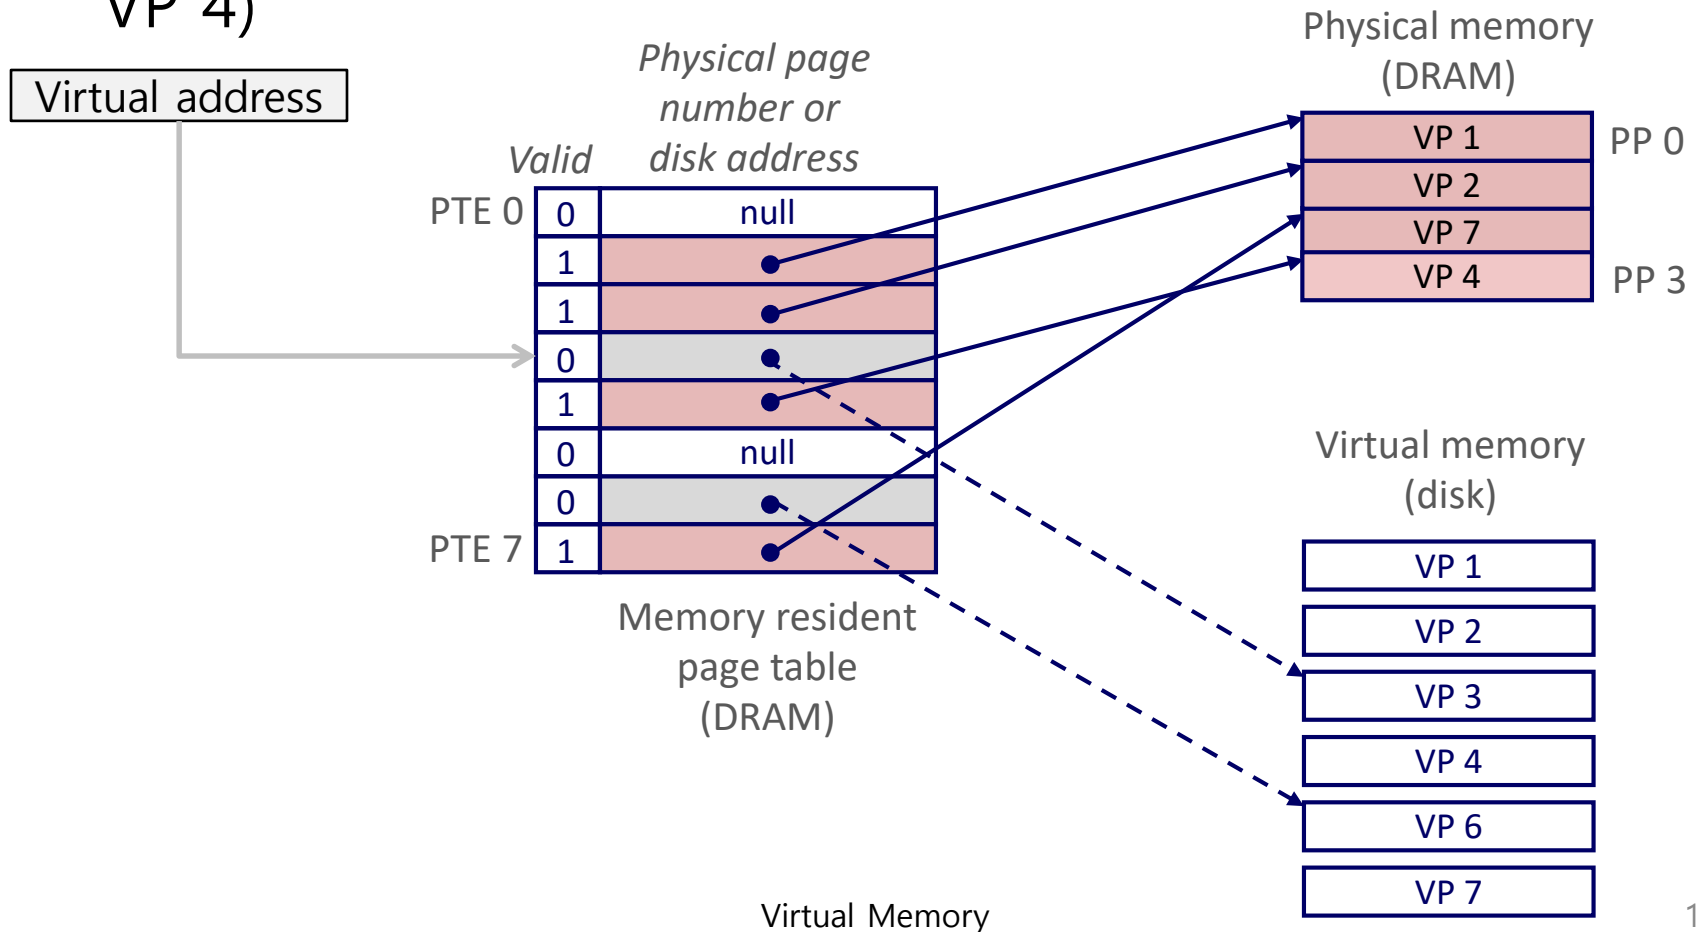 VP 4)
Virtual address
Physical page
number or
disk address
Valid
PTE 0
0
null
1
1
0
1
0
null
0
PTE 7
1
Memory resident
page table
(DRAM)
Physical memory
(DRAM)
VP 1
PP 0
VP 2
VP 7
VP 4
PP 3
Virtual memory
(disk)
VP 1
VP 2
VP 3
VP 4
VP 6
VP 7
Virtual Memory
1